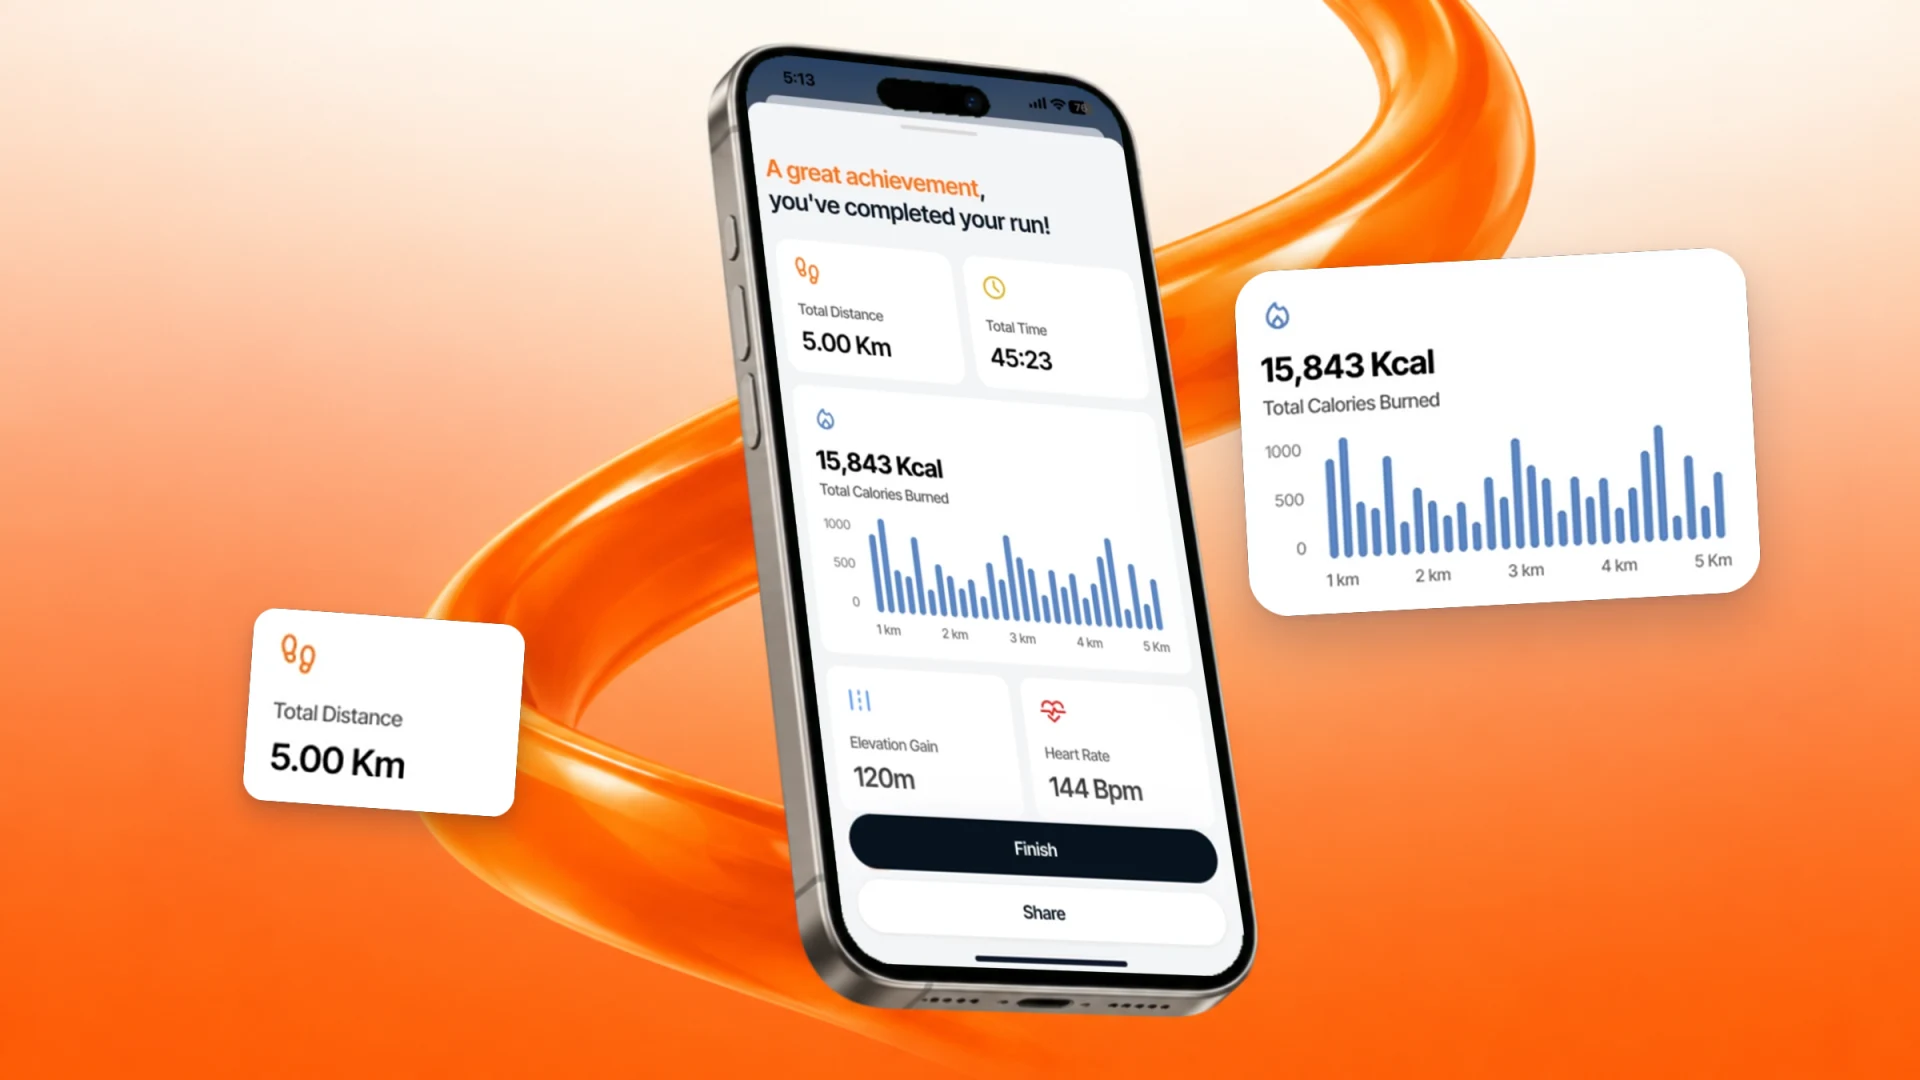 5:13
78
A great achievement,
you've completed your run!
Total Distance
5.00 Km
Total Time
45:23
15,843 Kcal
Total Calories Burned
1000
500
0
1 km
2 km
3 km
4 km
5 Km
Elevation Gain
120m
Heart Rate
144 Bpm
Finish
Share
15,843 Kcal
Total Calories Burned
1000
500
0
1 km
2 km
3 km
4 km
5 Km
Total Distance
5.00 Km